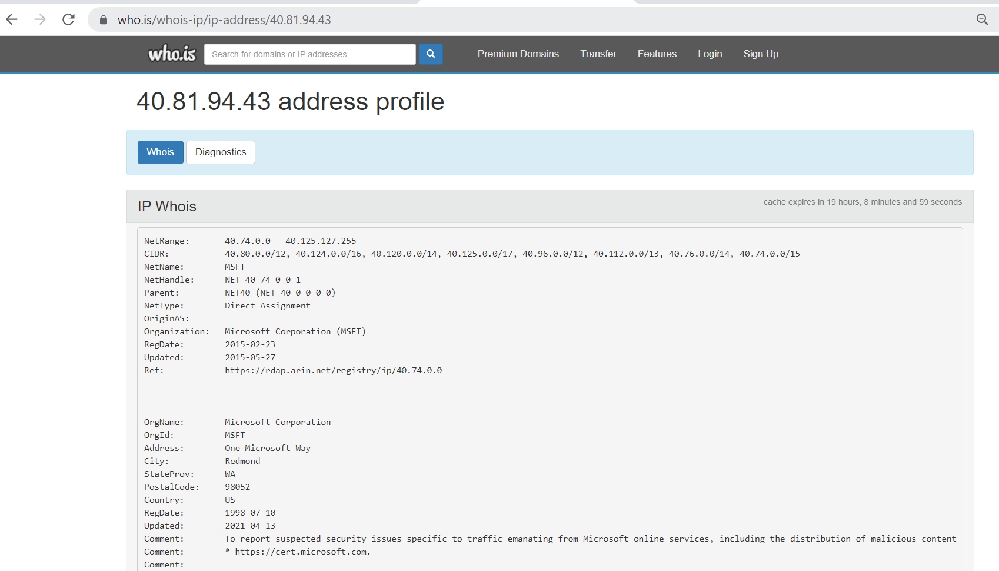 who.is/whois-ip/ip-address/40.81.94.43
who.is Search for domains or IP addresses... Premium Domains Transfer Features Login Sign Up
40.81.94.43 address profile
Whois Diagnostics
IP Whois cache expires in 19 hours, 8 minutes and 59 seconds
NetRange: 40.74.0.0 - 40.125.127.255
CIDR: 40.80.0.0/12, 40.124.0.0/16, 40.120.0.0/14, 40.125.0.0/17, 40.96.0.0/12, 40.112.0.0/13, 40.76.0.0/14, 40.74.0.0/15
NetName: MSFT
NetHandle: NET-40-74-0-0-1
Parent: NET40 (NET-40-0-0-0-0)
NetType: Direct Assignment
OriginAS:
Organization: Microsoft Corporation (MSFT)
RegDate: 2015-02-23
Updated: 2015-05-27
Ref: https://rdap.arin.net/registry/ip/40.74.0.0
OrgName: Microsoft Corporation
OrgId: MSFT
Address: One Microsoft Way
City: Redmond
StateProv: WA
PostalCode: 98052
Country: US
RegDate: 1998-07-10
Updated: 2021-04-13
Comment: To report suspected security issues specific to traffic emanating from Microsoft online services, including the distribution of malicious content
Comment: * https://cert.microsoft.com.
Comment: